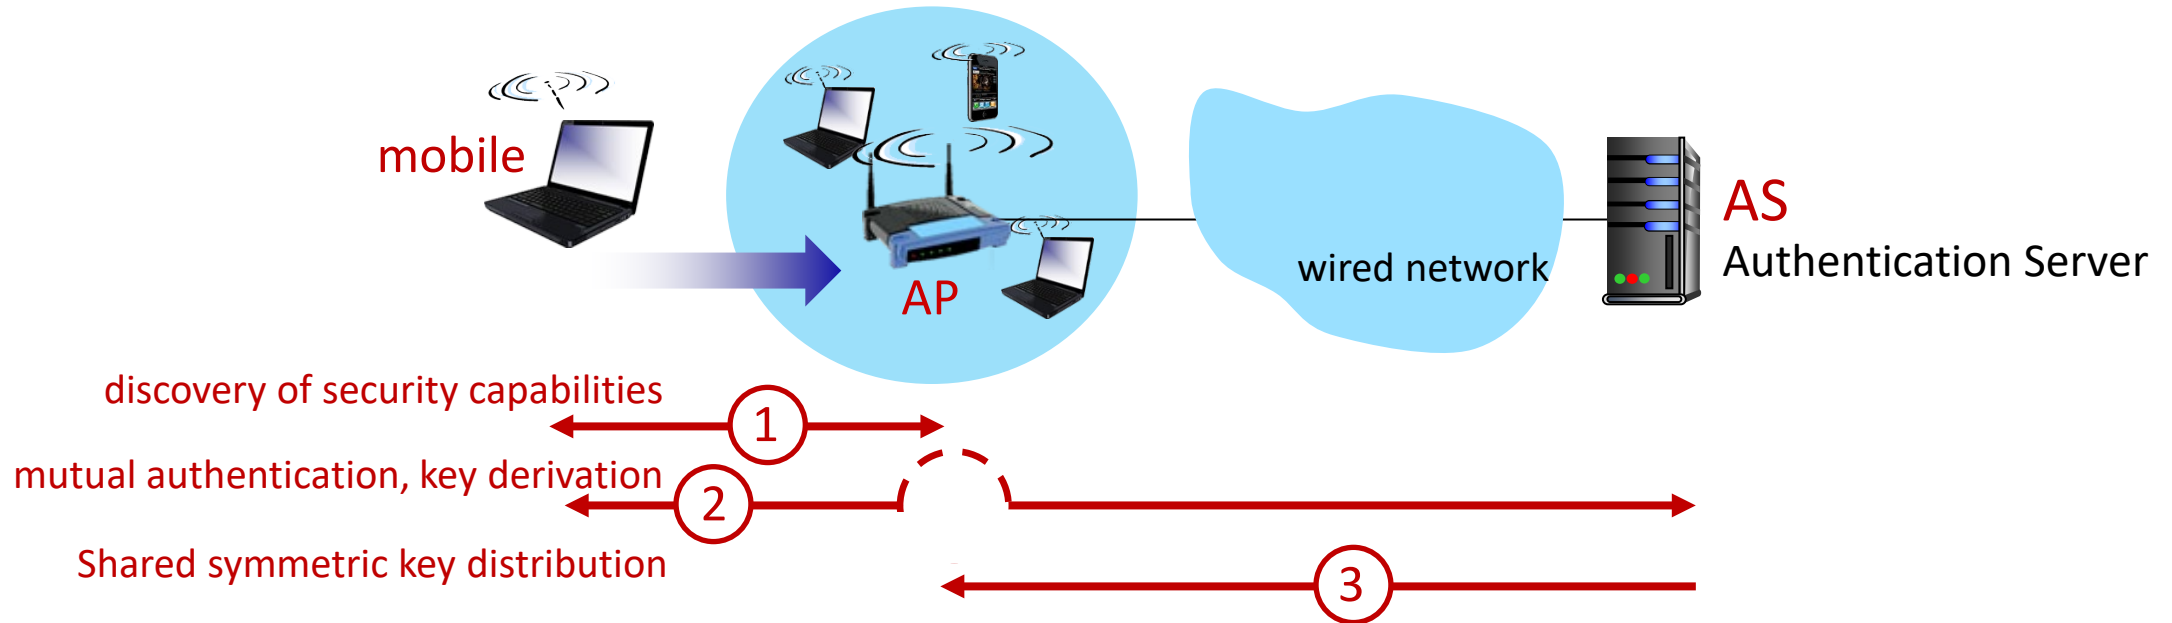 mobile
AP
wired network
AS
Authentication Server
discovery of security capabilities
1
mutual authentication, key derivation
2
Shared symmetric key distribution
3